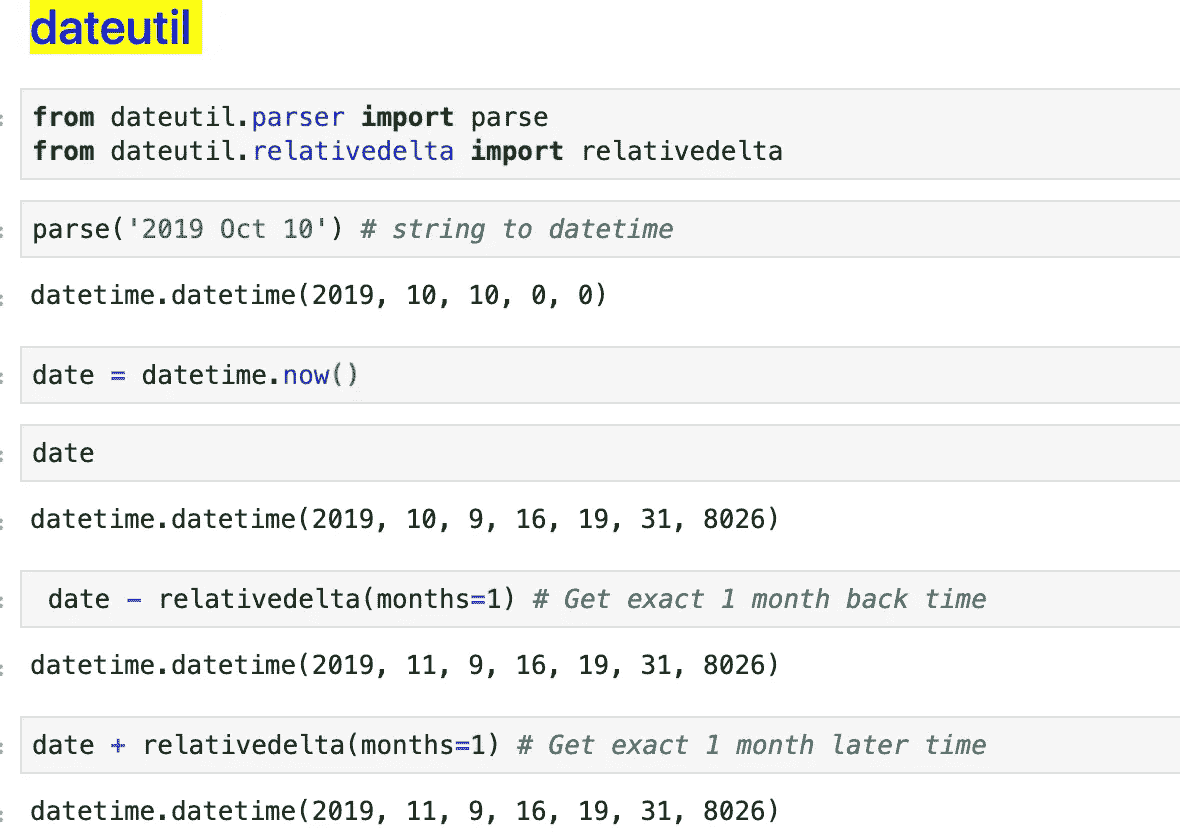 dateutil
from dateutil.parser import parse
from dateutil.relativedelta import relativedelta
parse('2019 Oct 10') # string to datetime
datetime.datetime(2019, 10, 10, 0, 0)
date = datetime.now()
date
datetime.datetime(2019, 10, 9, 16, 19, 31, 8026)
date - relativedelta(months=1) # Get exact 1 month back time
datetime.datetime(2019, 11, 9, 16, 19, 31, 8026)
date + relativedelta(months=1) # Get exact 1 month later time
datetime.datetime(2019, 11, 9, 16, 19, 31, 8026)